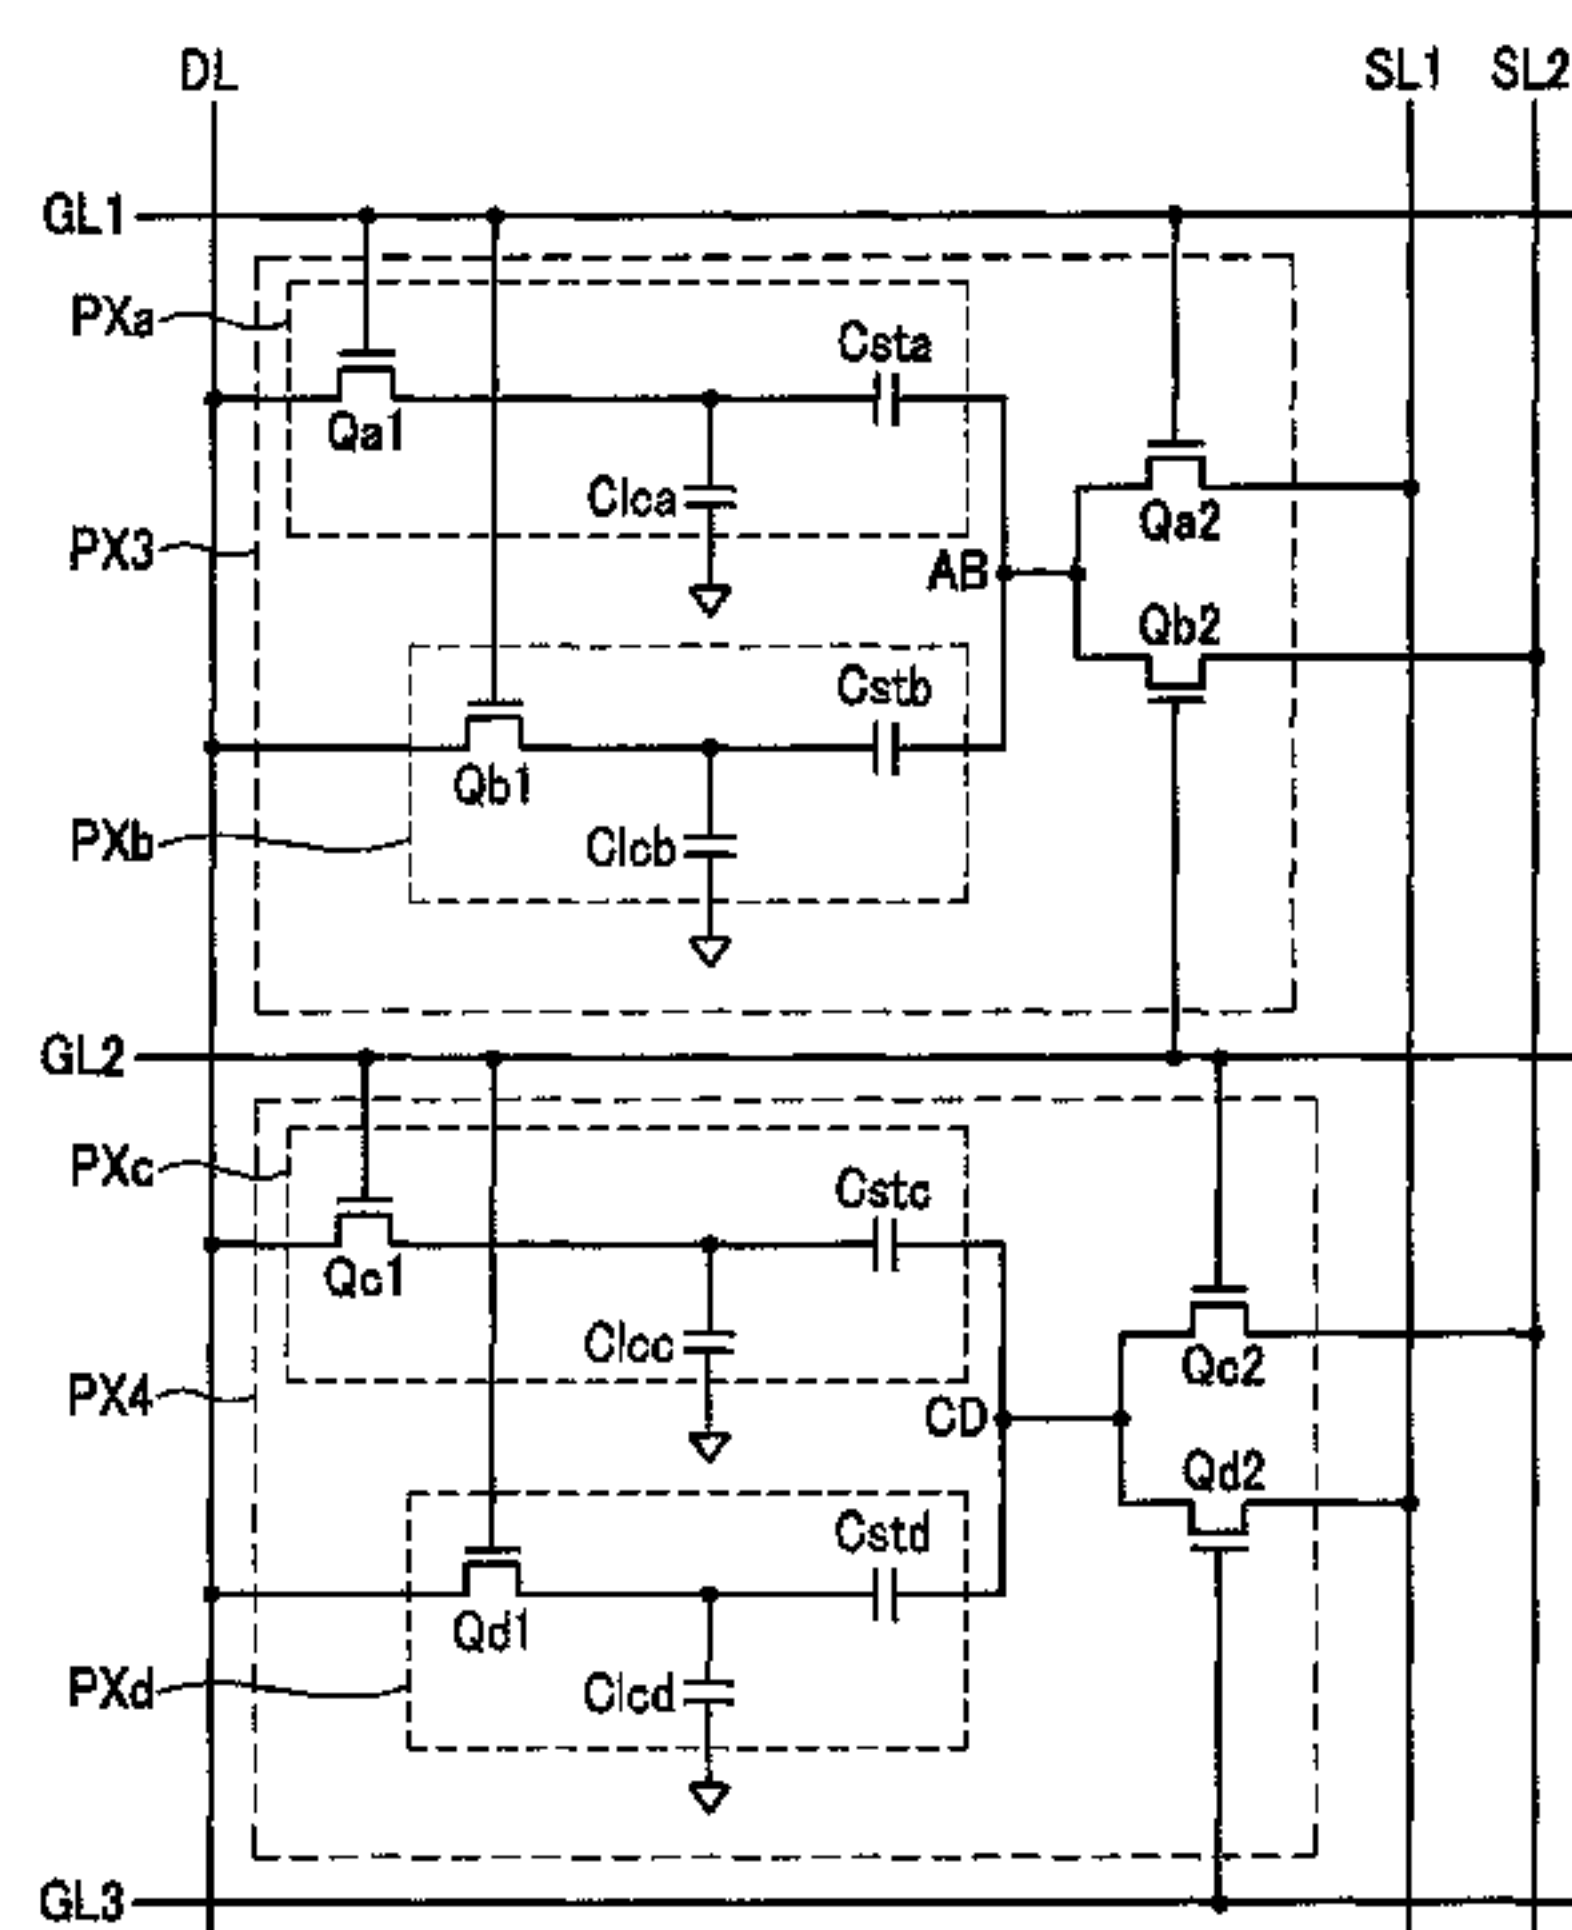 DL SL1 SL2
GL1
PXa
Csta
Qa1
Clca
Qa2
PX3
AB
Qb2
Cstb
Qb1
PXb
Clcb
GL2
PXc
Cstc
Qc1
Clcc
Qc2
PX4
CD
Qd2
Cstd
Qd1
PXd
Clcd
GL3